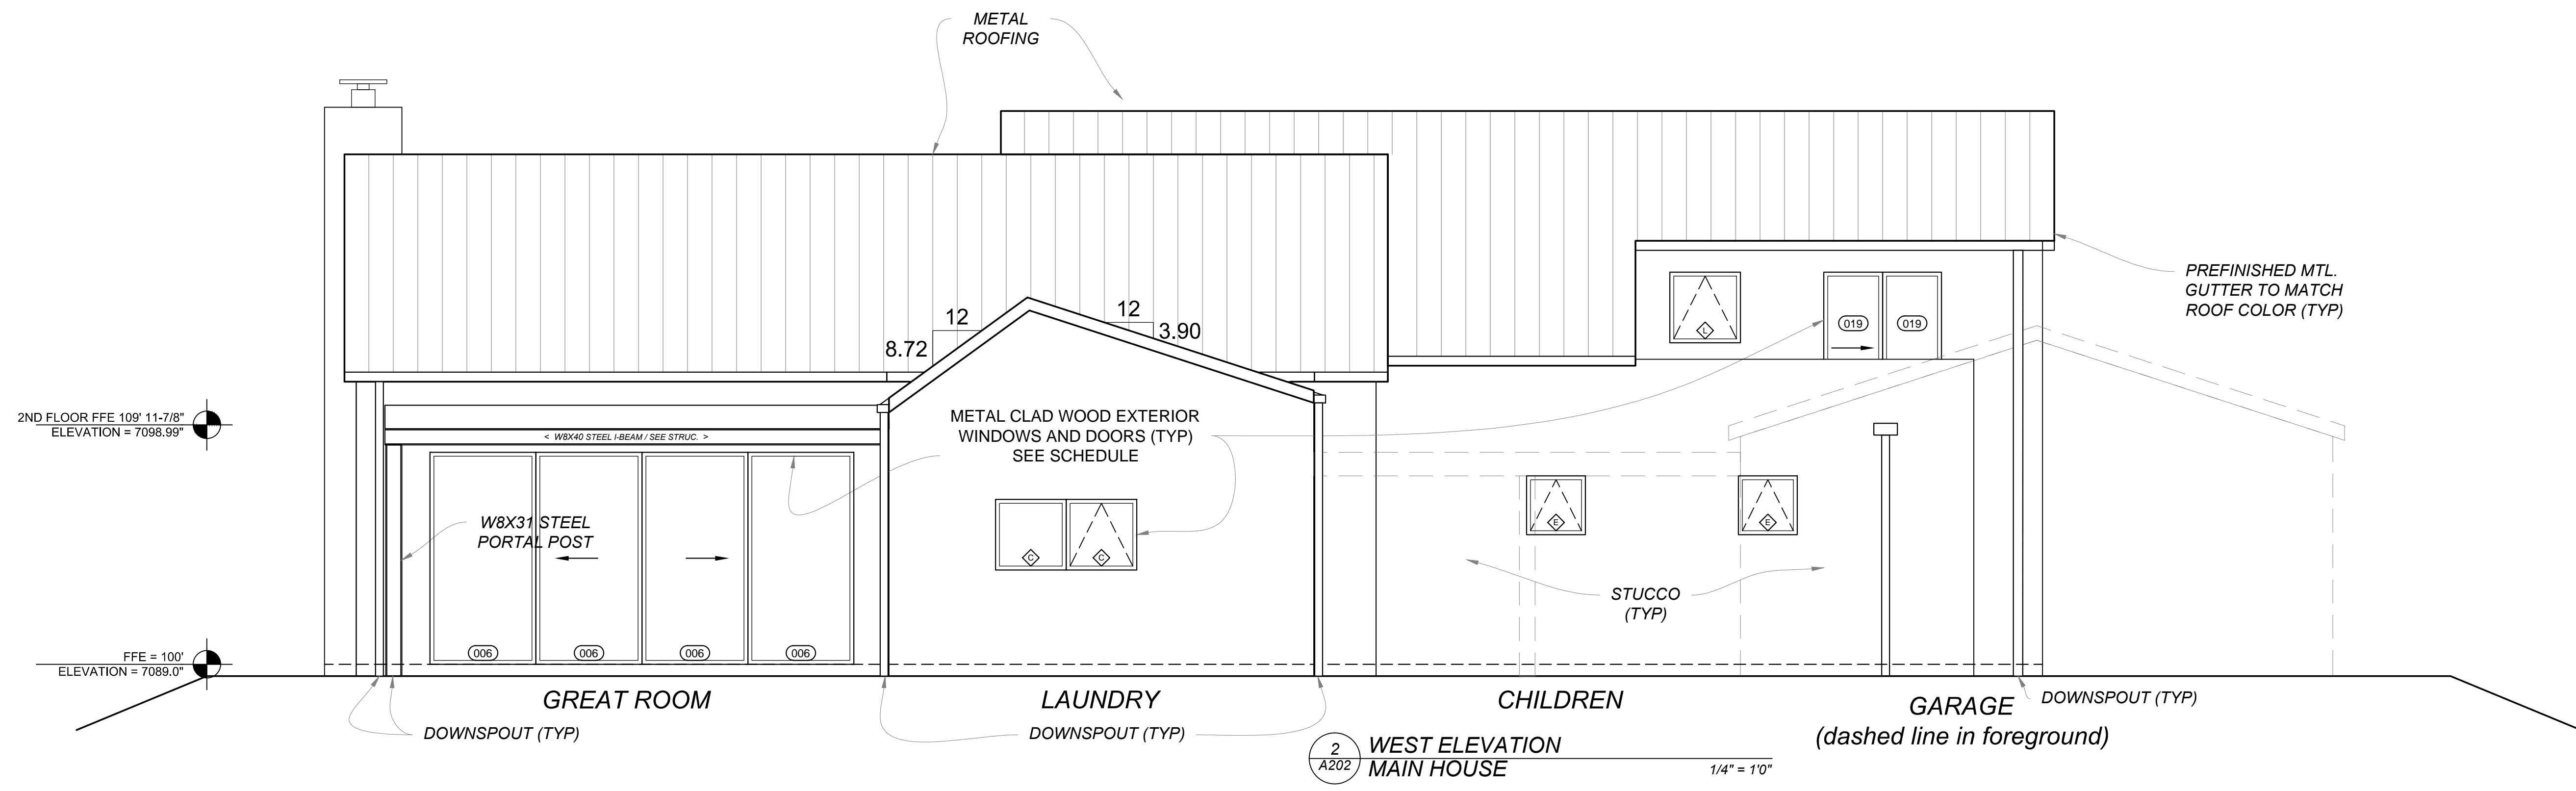 METAL
ROOFING
PREFINISHED MTL.
GUTTER TO MATCH
ROOF COLOR (TYP)
12
8.72
12
3.90
019
019
L
2ND FLOOR FFE 109' 11-7/8"
ELEVATION = 7098.99"
< W8X40 STEEL I-BEAM / SEE STRUC. >
METAL CLAD WOOD EXTERIOR
WINDOWS AND DOORS (TYP)
SEE SCHEDULE
W8X31 STEEL
PORTAL POST
C
C
E
E
STUCCO
(TYP)
006
006
006
006
FFE = 100'
ELEVATION = 7089.0"
GREAT ROOM
LAUNDRY
CHILDREN
GARAGE
(dashed line in foreground)
DOWNSPOUT (TYP)
DOWNSPOUT (TYP)
DOWNSPOUT (TYP)
2
A202
WEST ELEVATION
MAIN HOUSE
1/4" = 1'0"